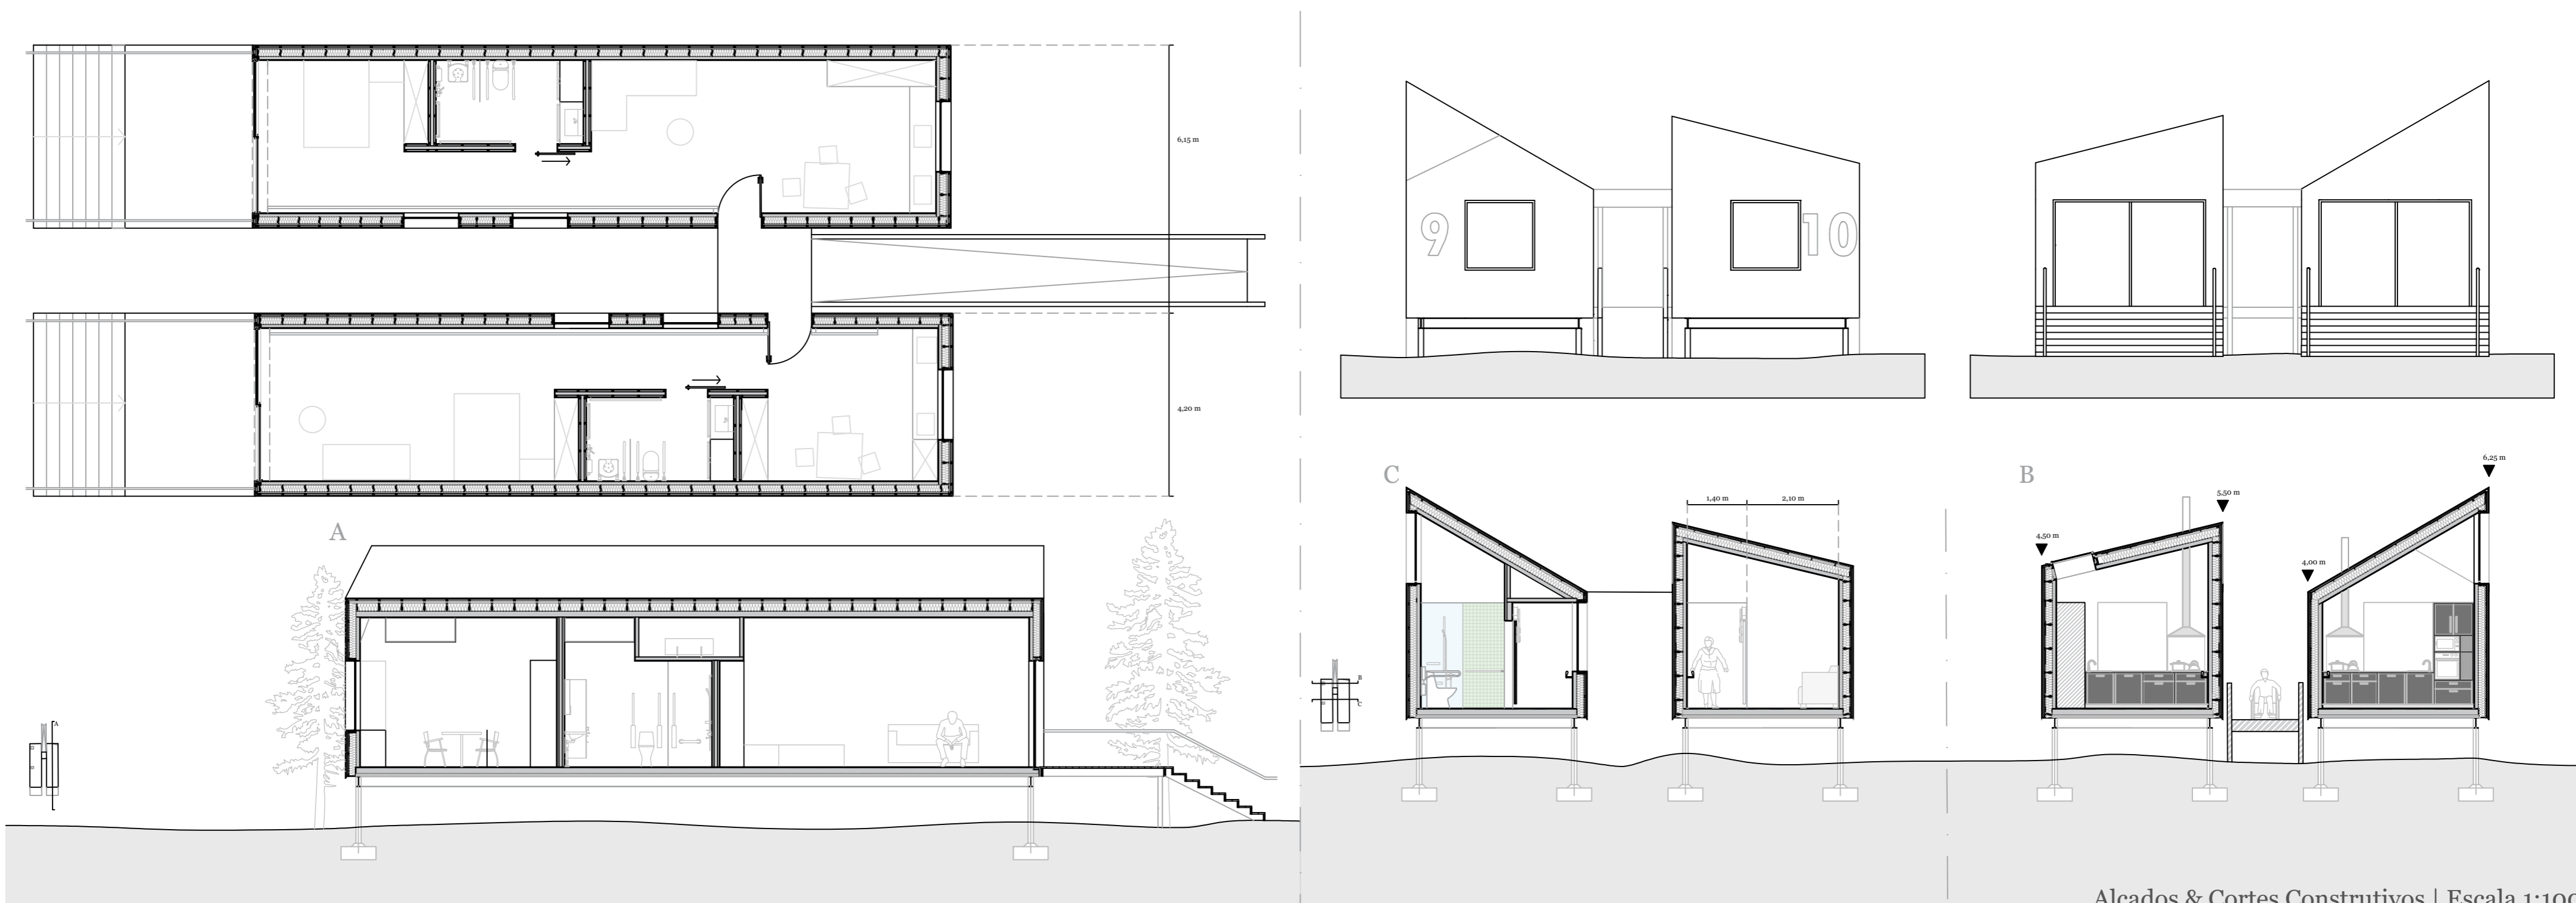 6,15 m
4,20 m
A
A
9
10
C
1,40 m
2,10 m
B
C
B
4,50 m
5,50 m
4,00 m
6,25 m
Alçados & Cortes Construtivos | Escala 1:100